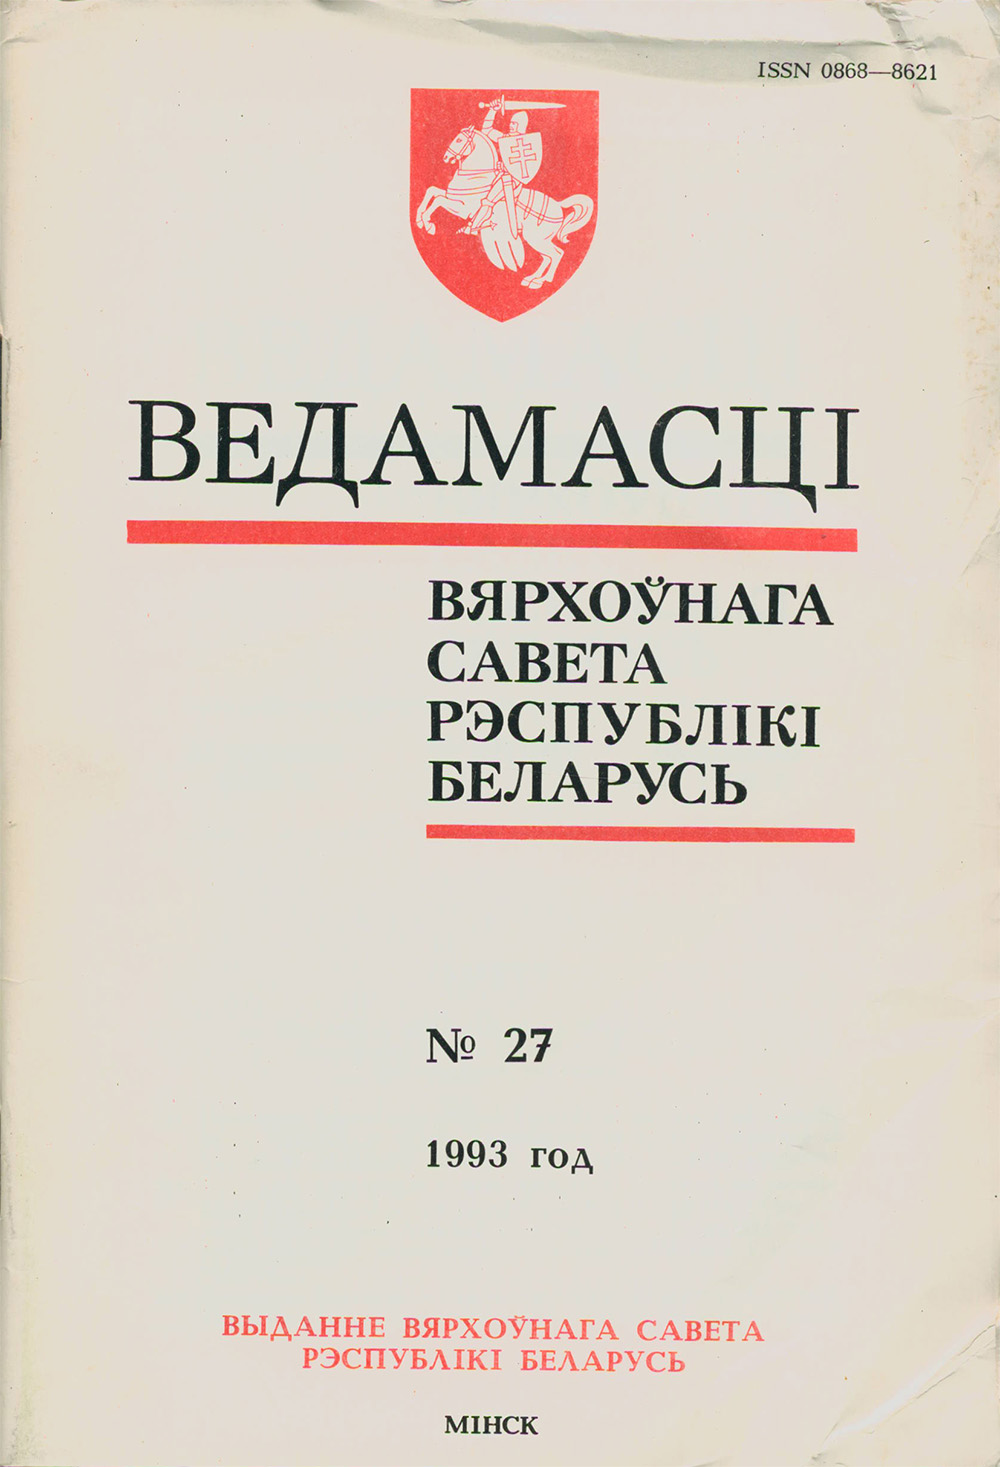 ISSN 0868—8621
ВЕДАМАСЦІ
ВЯРХОЎНАГА
САВЕТА
РЭСПУБЛІКІ
БЕЛАРУСЬ
№ 27
1993 год
ВЫДАННЕ ВЯРХОЎНАГА САВЕТА
РЭСПУБЛІКІ БЕЛАРУСЬ
МІНСК